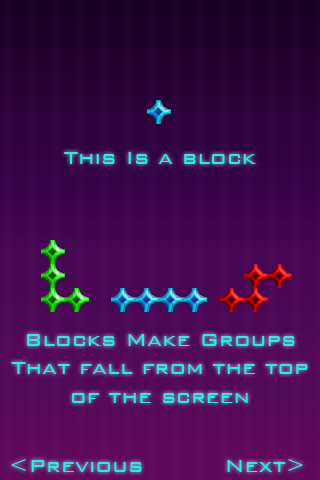 This Is a block
Blocks Make Groups
That fall from the top
of the screen
<Previous
Next>